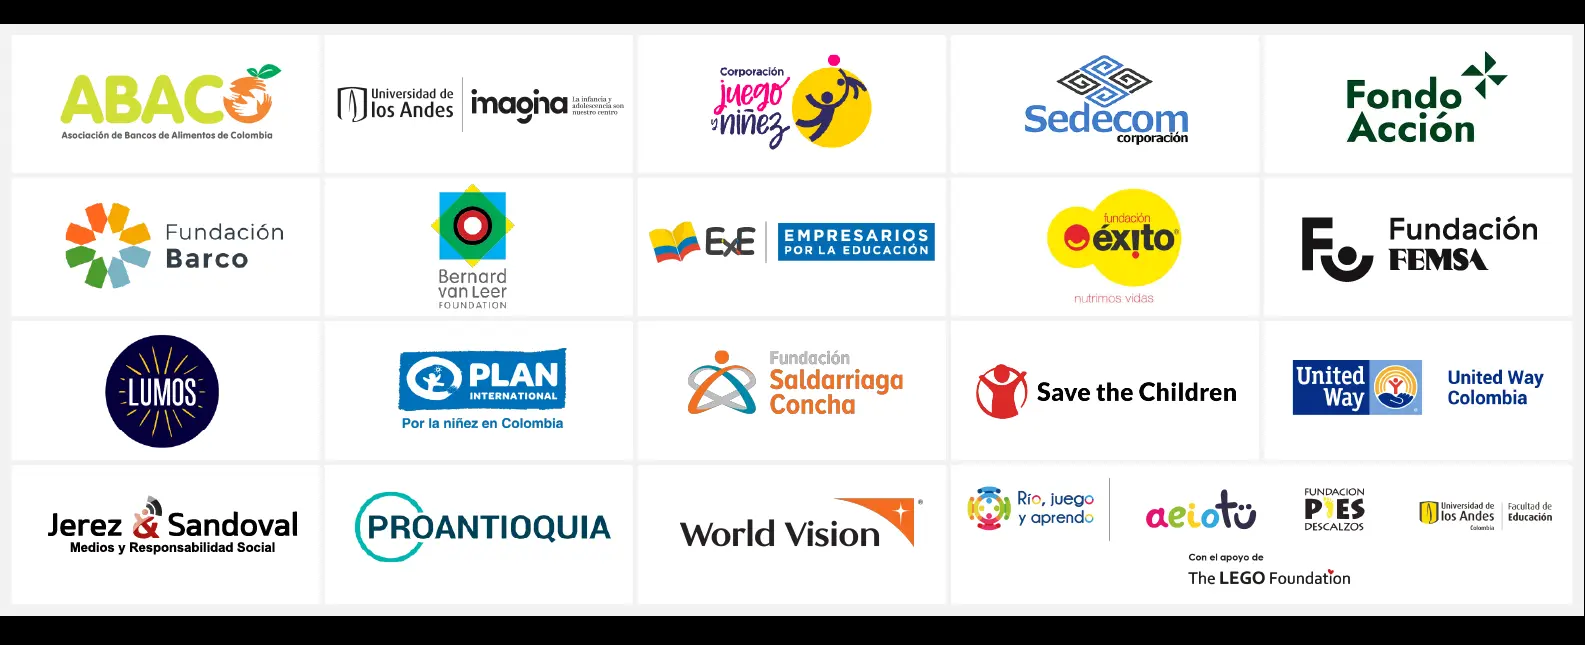 ABACO
Asociación de Bancos de Alimentos de Colombia
Universidad de
los Andes
imagina
La infancia y
adolescencia son
nuestro centro
Corporación
juego
y niñez
Sedecom
corporación
Fondo
Acción
Fundación
Barco
Bernard
van Leer
FOUNDATION
ExE
EMPRESARIOS
POR LA EDUCACIÓN
fundación
éxito
nutrimos vidas
Fundación
FEMSA
LUMOS
PLAN
INTERNATIONAL
Por la niñez en Colombia
Fundación
Saldarriaga
Concha
Save the Children
United
Way
United Way
Colombia
Jerez & Sandoval
Medios y Responsabilidad Social
PROANTIOQUIA
World Vision
Río, juego
y aprendo
aeiotü
FUNDACION
PIES
DESCALZOS
Universidad de
los Andes
Colombia
Facultad de
Educación
Con el apoyo de
The LEGO Foundation